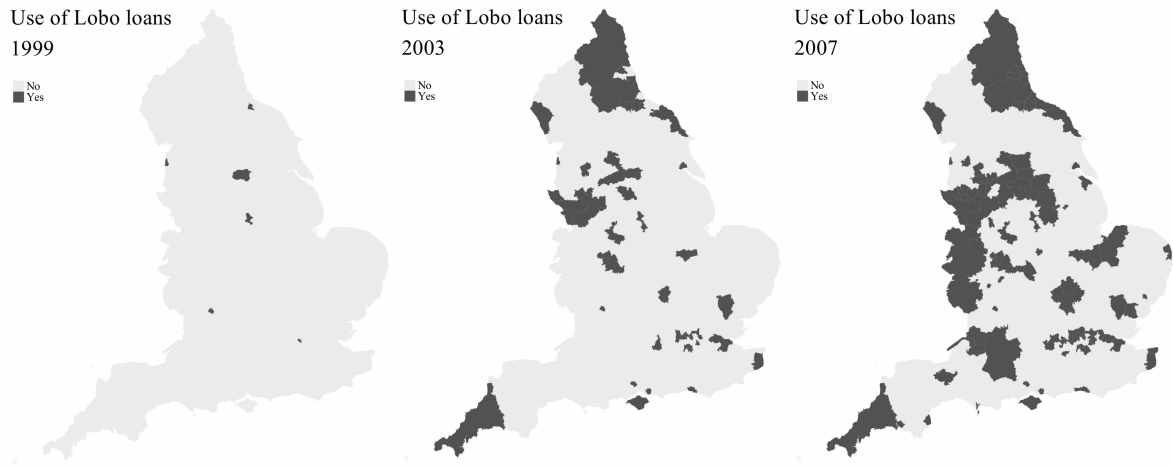 Use of Lobo loans
1999
No
Yes
Use of Lobo loans
2003
No
Yes
Use of Lobo loans
2007
No
Yes